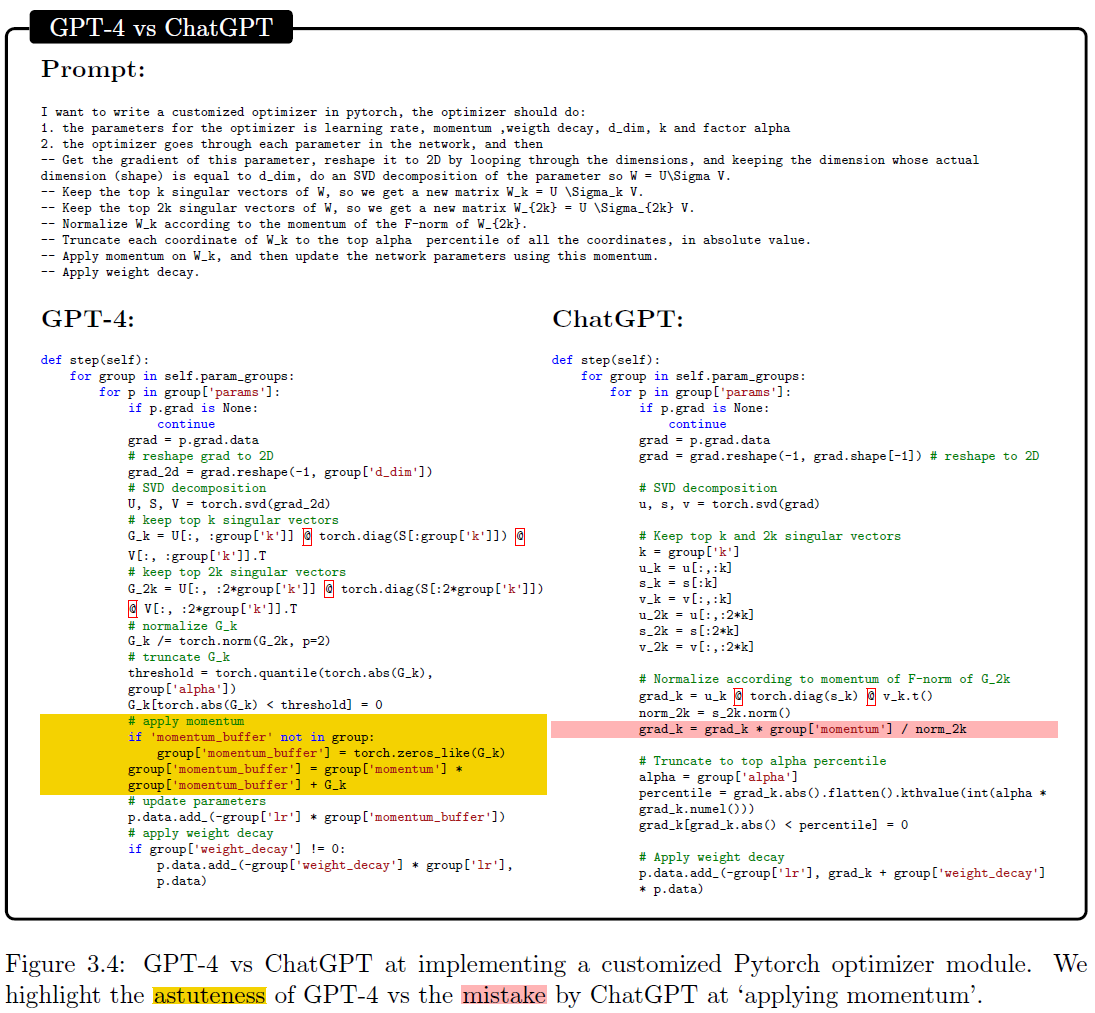 GPT-4 vs ChatGPT
Prompt:
I want to write a customized optimizer in pytorch, the optimizer should do:
1. the parameters for the optimizer is learning rate, momentum ,weigth decay, d_dim, k and factor alpha
2. the optimizer goes through each parameter in the network, and then
-- Get the gradient of this parameter, reshape it to 2D by looping through the dimensions, and keeping the dimension whose actual
dimension (shape) is equal to d_dim, do an SVD decomposition of the parameter so W = U\Sigma V.
-- Keep the top k singular vectors of W, so we get a new matrix W_k = U \Sigma_k V.
-- Keep the top 2k singular vectors of W, so we get a new matrix W_{2k} = U \Sigma_{2k} V.
-- Normalize W_k according to the momentum of the F-norm of W_{2k}.
-- Truncate each coordinate of W_k to the top alpha percentile of all the coordinates, in absolute value.
-- Apply momentum on W_k, and then update the network parameters using this momentum.
-- Apply weight decay.
GPT-4:
def step(self):
for group in self.param_groups:
for p in group['params']:
if p.grad is None:
continue
grad = p.grad.data
# reshape grad to 2D
grad_2d = grad.reshape(-1, group['d_dim'])
# SVD decomposition
U, S, V = torch.svd(grad_2d)
# keep top k singular vectors
G_k = U[:, :group['k']] @ torch.diag(S[:group['k']]) @
V[:, :group['k']].T
# keep top 2k singular vectors
G_2k = U[:, :2*group['k']] @ torch.diag(S[:2*group['k']])
@ V[:, :2*group['k']].T
# normalize G_k
G_k /= torch.norm(G_2k, p=2)
# truncate G_k
threshold = torch.quantile(torch.abs(G_k),
group['alpha'])
G_k[torch.abs(G_k) < threshold] = 0
# apply momentum
if 'momentum_buffer' not in group:
group['momentum_buffer'] = torch.zeros_like(G_k)
group['momentum_buffer'] = group['momentum'] *
group['momentum_buffer'] + G_k
# update parameters
p.data.add_(-group['lr'] * group['momentum_buffer'])
# apply weight decay
if group['weight_decay'] != 0:
p.data.add_(-group['weight_decay'] * group['lr'],
p.data)
ChatGPT:
def step(self):
for group in self.param_groups:
for p in group['params']:
if p.grad is None:
continue
grad = p.grad.data
grad = grad.reshape(-1, grad.shape[-1]) # reshape to 2D
# SVD decomposition
u, s, v = torch.svd(grad)
# Keep top k and 2k singular vectors
k = group['k']
u_k = u[:,:k]
s_k = s[:k]
v_k = v[:,:k]
u_2k = u[:,:2*k]
s_2k = s[:2*k]
v_2k = v[:,:2*k]
# Normalize according to momentum of F-norm of G_2k
grad_k = u_k @ torch.diag(s_k) @ v_k.t()
norm_2k = s_2k.norm()
grad_k = grad_k * group['momentum'] / norm_2k
# Truncate to top alpha percentile
alpha = group['alpha']
percentile = grad_k.abs().flatten().kthvalue(int(alpha *
grad_k.numel()))
grad_k[grad_k.abs() < percentile] = 0
# Apply weight decay
p.data.add_(-group['lr'], grad_k + group['weight_decay']
* p.data)
Figure 3.4: GPT-4 vs ChatGPT at implementing a customized Pytorch optimizer module. We
highlight the astuteness of GPT-4 vs the mistake by ChatGPT at ‘applying momentum’.